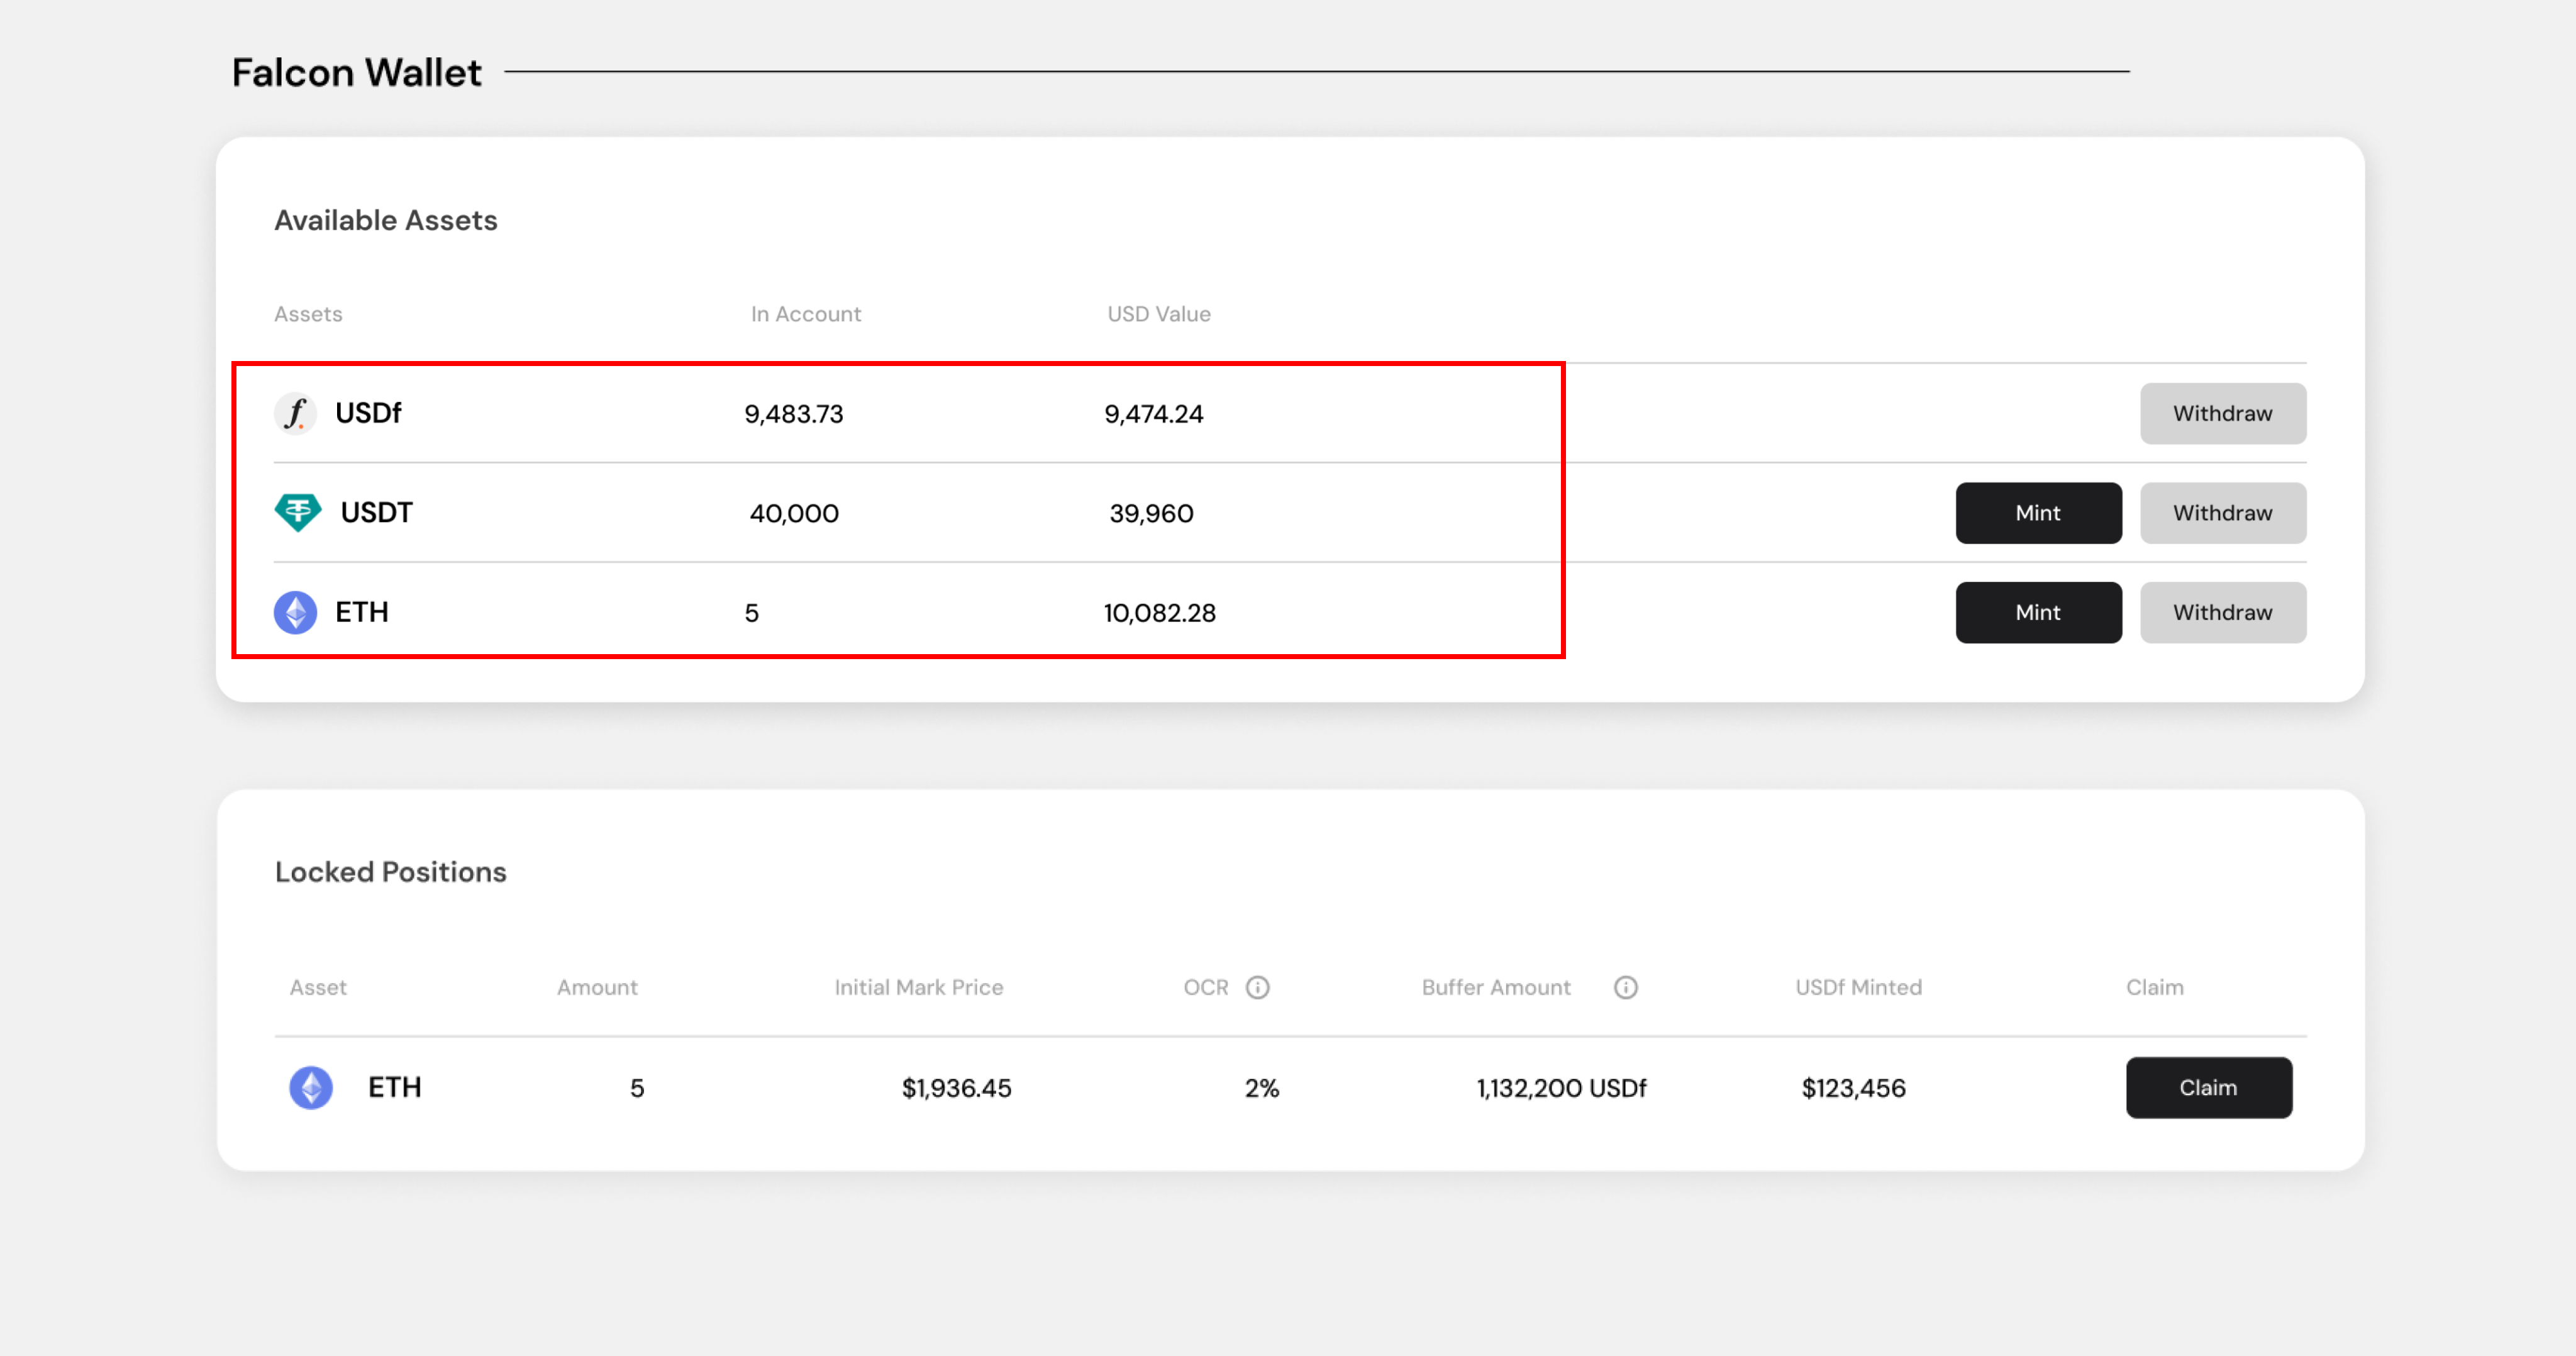 Falcon Wallet
Available Assets
Assets In Account USD Value
USDf 9,483.73 9,474.24 Withdraw
USDT 40,000 39,960 Mint Withdraw
ETH 5 10,082.28 Mint Withdraw
Locked Positions
Asset Amount Initial Mark Price OCR Buffer Amount USDf Minted Claim
ETH 5 $1,936.45 2% 1,132,200 USDf $123,456 Claim